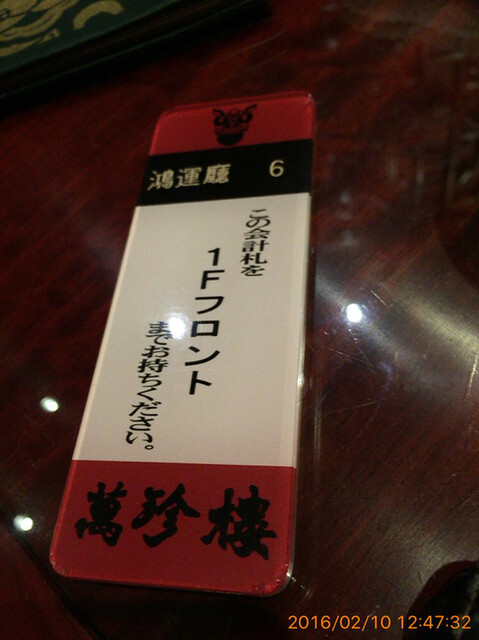 鴻運廳 6
この会計札を
1Fフロント
までお持ちください。
萬珍樓
2016/02/10 12:47:32